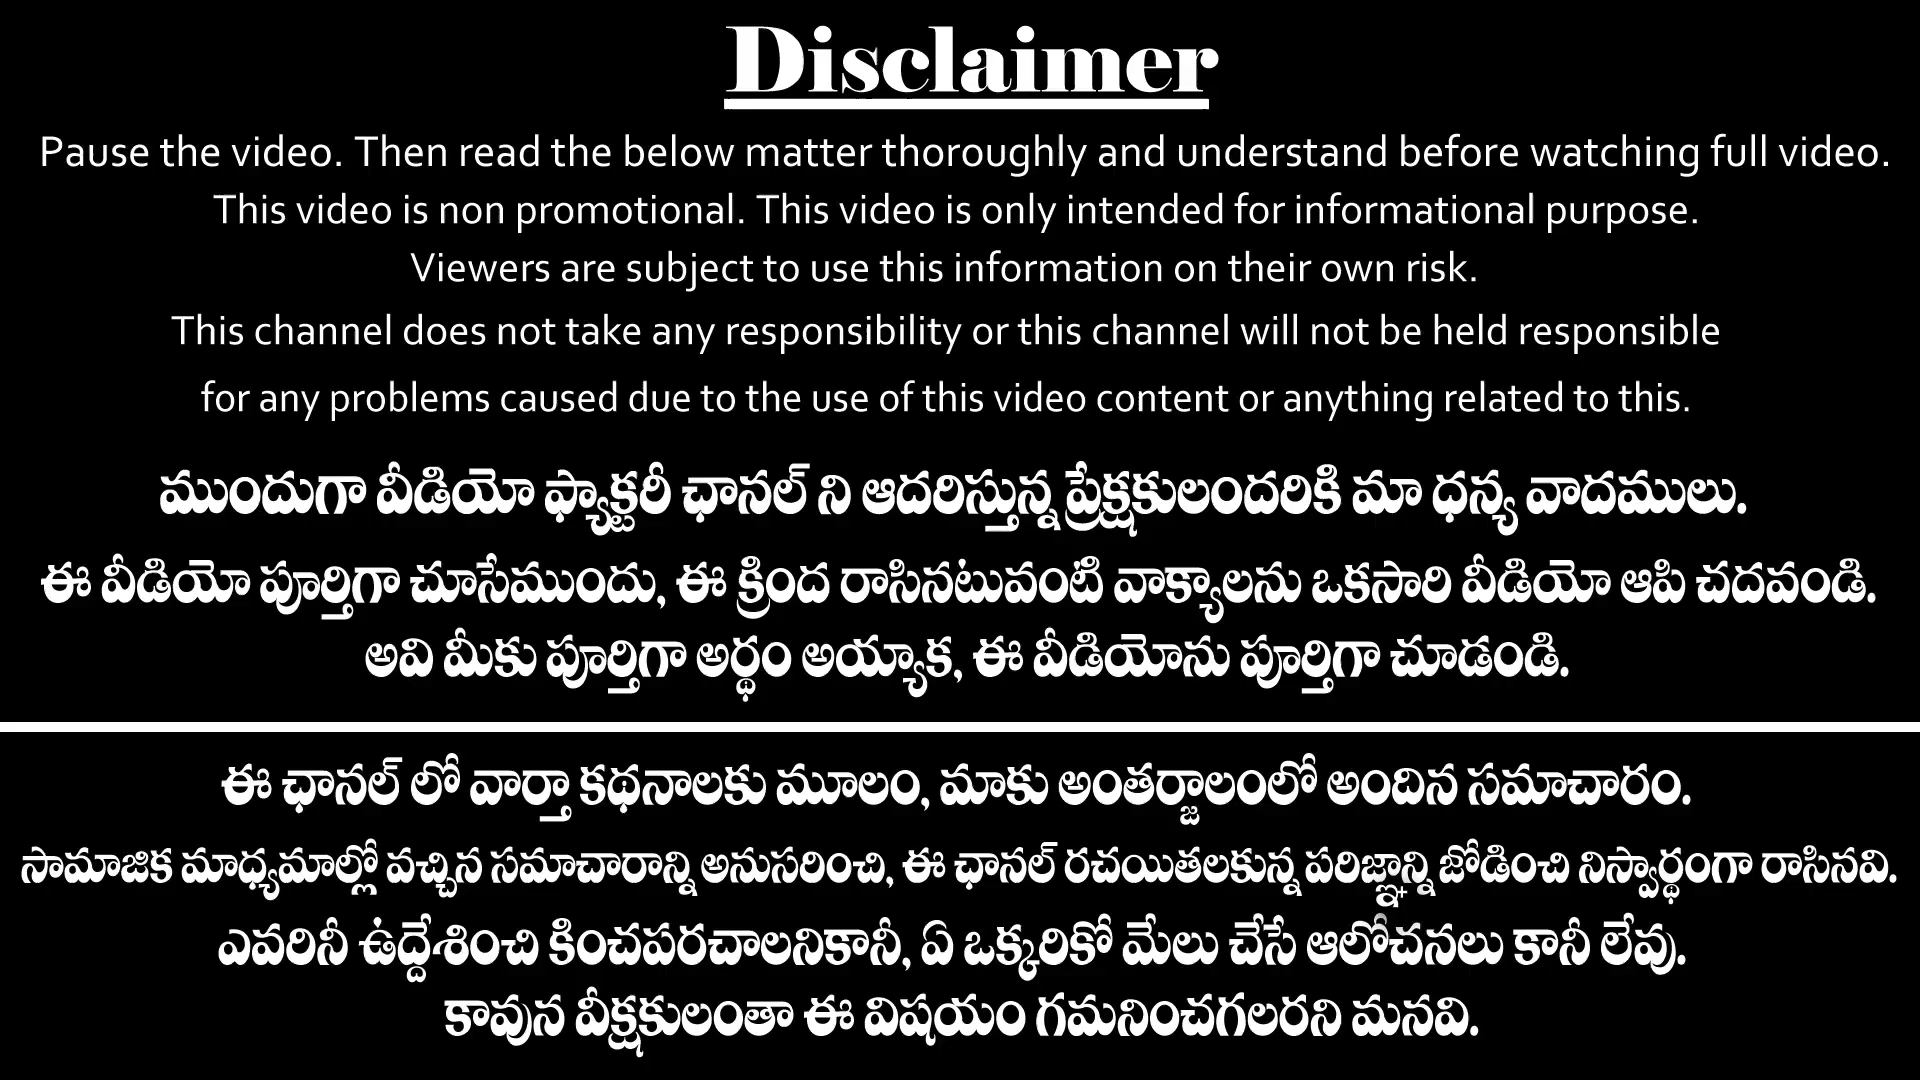 Disclaimer
Pause the video. Then read the below matter thoroughly and understand before watching full video.
This video is non promotional. This video is only intended for informational purpose.
Viewers are subject to use this information on their own risk.
This channel does not take any responsibility or this channel will not be held responsible
for any problems caused due to the use of this video content or anything related to this.
ముందుగా వీడియో ఫ్యాక్టరీ ఛానల్ ని ఆదరిస్తున్న ప్రేక్షకులందరికి మా ధన్య వాదములు.
ఈ వీడియో పూర్తిగా చూసేముందు, ఈ క్రింద రాసినటువంటి వాక్యాలను ఒకసారి వీడియో ఆపి చదవండి.
అవి మీకు పూర్తిగా అర్థం అయ్యాక, ఈ వీడియోను పూర్తిగా చూడండి.
ఈ ఛానల్ లో వార్తా కథనాలకు మూలం, మాకు అంతర్జాలంలో అందిన సమాచారం.
సామాజిక మాధ్యమాల్లో వచ్చిన సమాచారాన్ని అనుసరించి, ఈ ఛానల్ రచయితలకున్న పరిజ్ఞాన్ని జోడించి నిస్వార్థంగా రాసినవి.
ఎవరినీ ఉద్దేశించి కించపరచాలనికానీ, ఏ ఒక్కరికో మేలు చేసే ఆలోచనలు కానీ లేవు.
కావున వీక్షకులంతా ఈ విషయం గమనించగలరని మనవి.